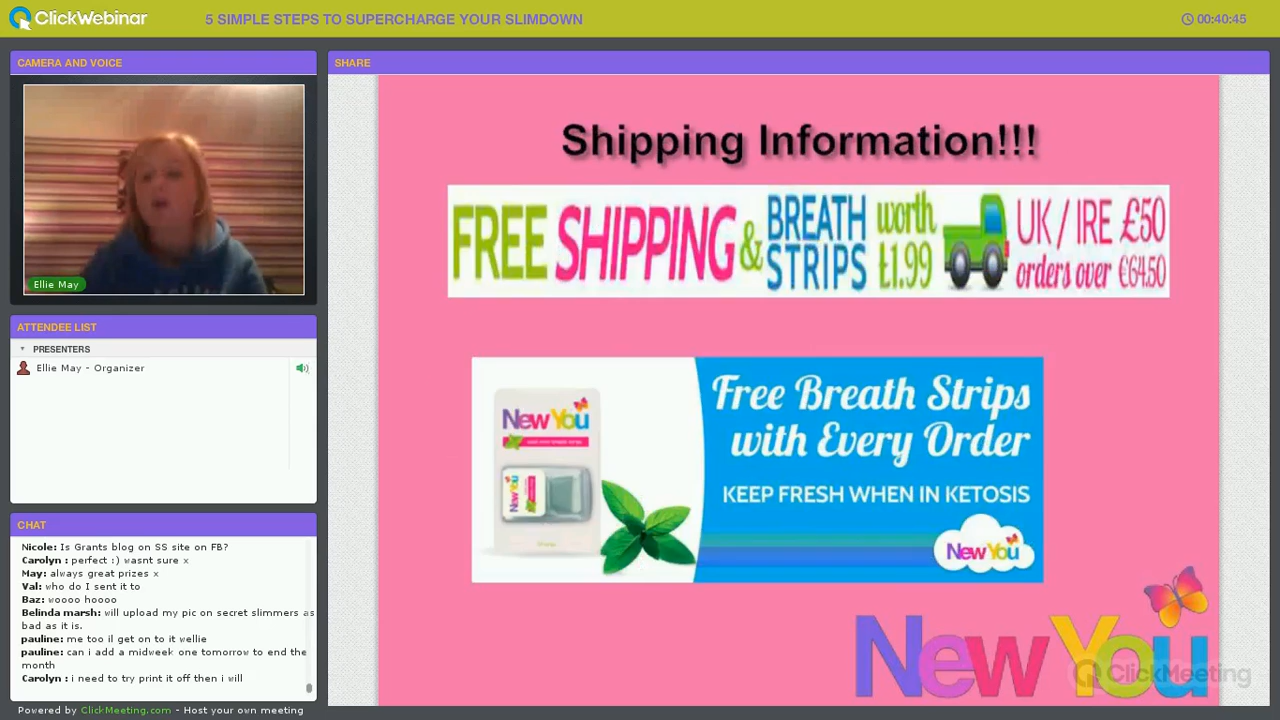 ClickWebinar
5 SIMPLE STEPS TO SUPERCHARGE YOUR SLIMDOWN
00:40:45
CAMERA AND VOICE
Ellie May
ATTENDEE LIST
PRESENTERS
Ellie May - Organizer
CHAT
Nicole: Is Grants blog on SS site on FB?
Carolyn : perfect :) wasnt sure x
May: always great prizes x
Val: who do I sent it to
Baz: woooo hoooo
Belinda marsh: will upload my pic on secret slimmers as
bad as it is.
pauline: me too il get on to it wellie
pauline: can i add a midweek one tomorrow to end the
month
Carolyn : i need to try print it off then i will
Powered by ClickMeeting.com - Host your own meeting
SHARE
Shipping Information!!!
FREE SHIPPING & BREATH STRIPS worth £1.99 UK / IRE £50
orders over €64.50
New You
New You
Free Breath Strips
with Every Order
KEEP FRESH WHEN IN KETOSIS
New You
New You
ClickMeeting